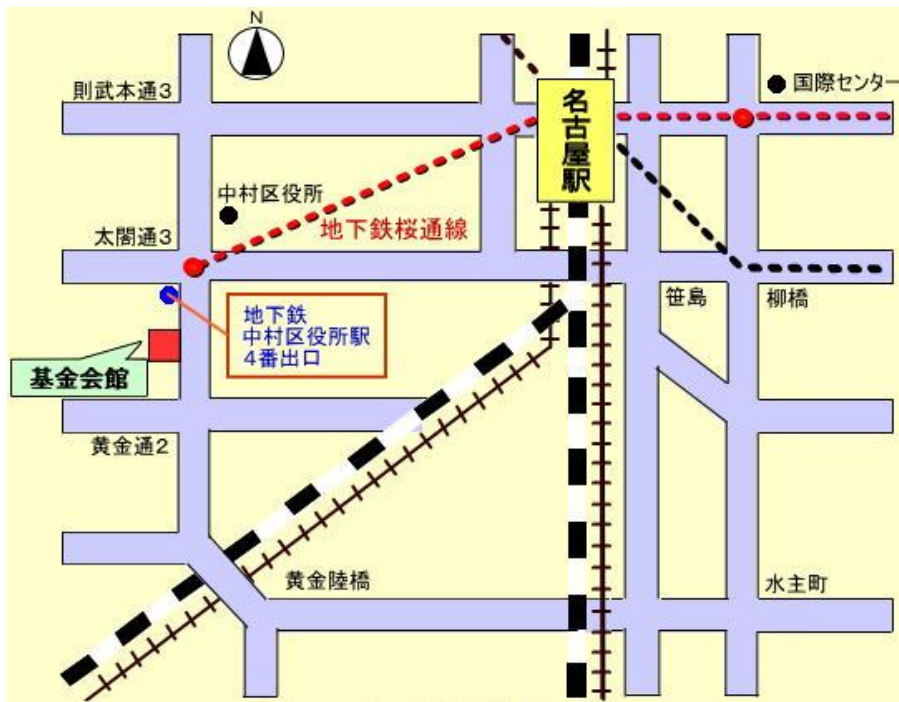 N
則武本通3
国際センター
名古屋駅
中村区役所
地下鉄桜通線
太閤通3
笹島
柳橋
地下鉄
中村区役所駅
4番出口
基金会館
黄金通2
黄金陸橋
水主町